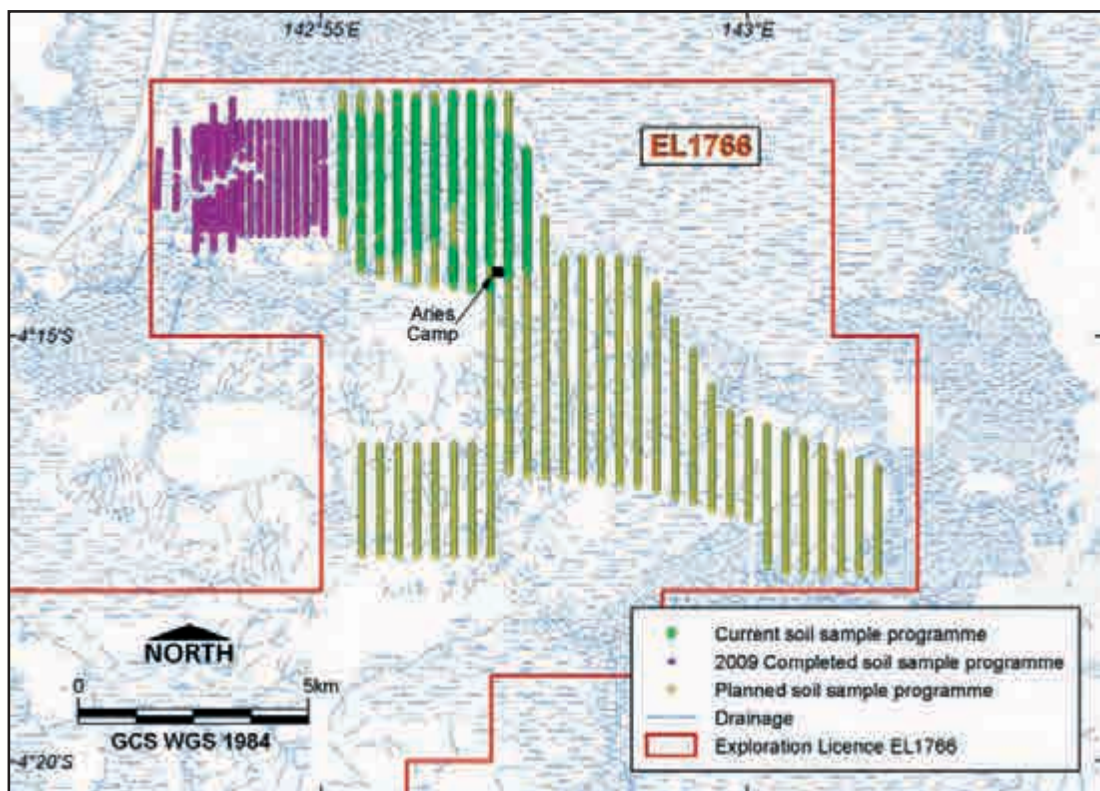 142°55'E
143°E
EL1766
Aries
Camp
4°15'S
NORTH
0 5km
GCS WGS 1984
4°20'S
Current soil sample programme
2009 Completed soil sample programme
Planned soil sample programme
Drainage
Exploration Licence EL1766